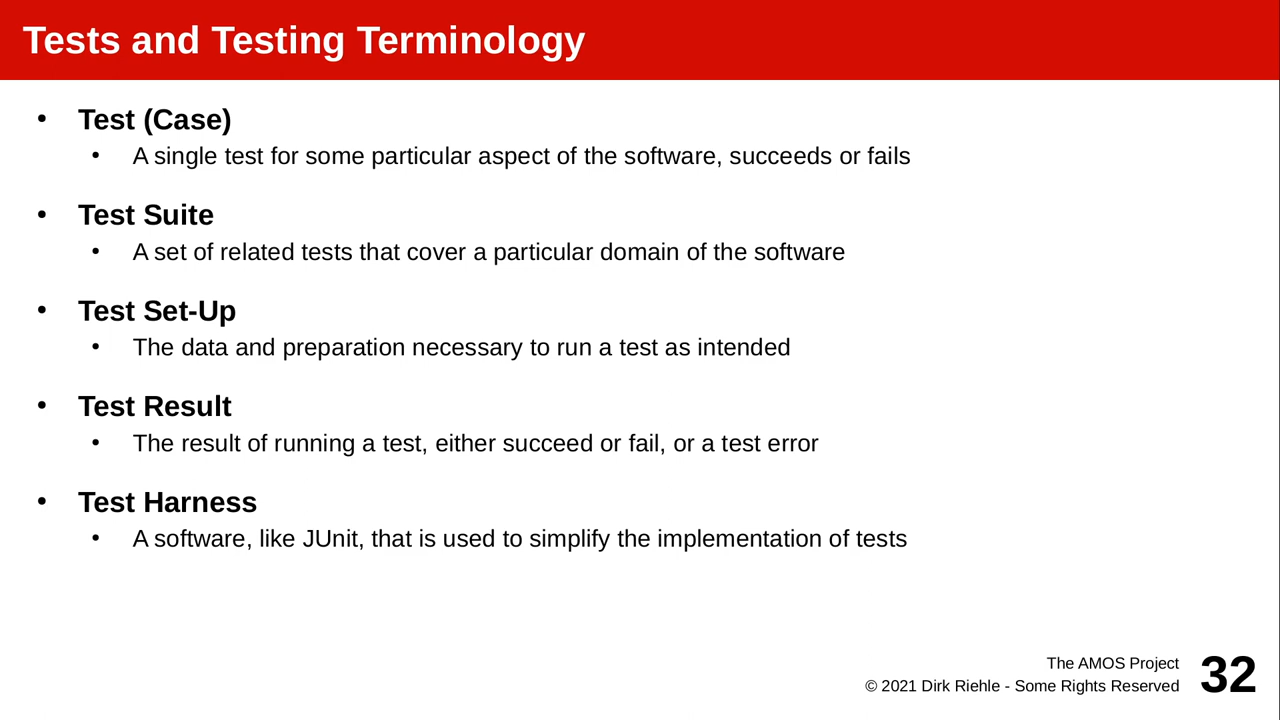 Tests and Testing Terminology
• Test (Case)
• A single test for some particular aspect of the software, succeeds or fails
• Test Suite
• A set of related tests that cover a particular domain of the software
• Test Set-Up
• The data and preparation necessary to run a test as intended
• Test Result
• The result of running a test, either succeed or fail, or a test error
• Test Harness
• A software, like JUnit, that is used to simplify the implementation of tests
The AMOS Project
© 2021 Dirk Riehle - Some Rights Reserved
32